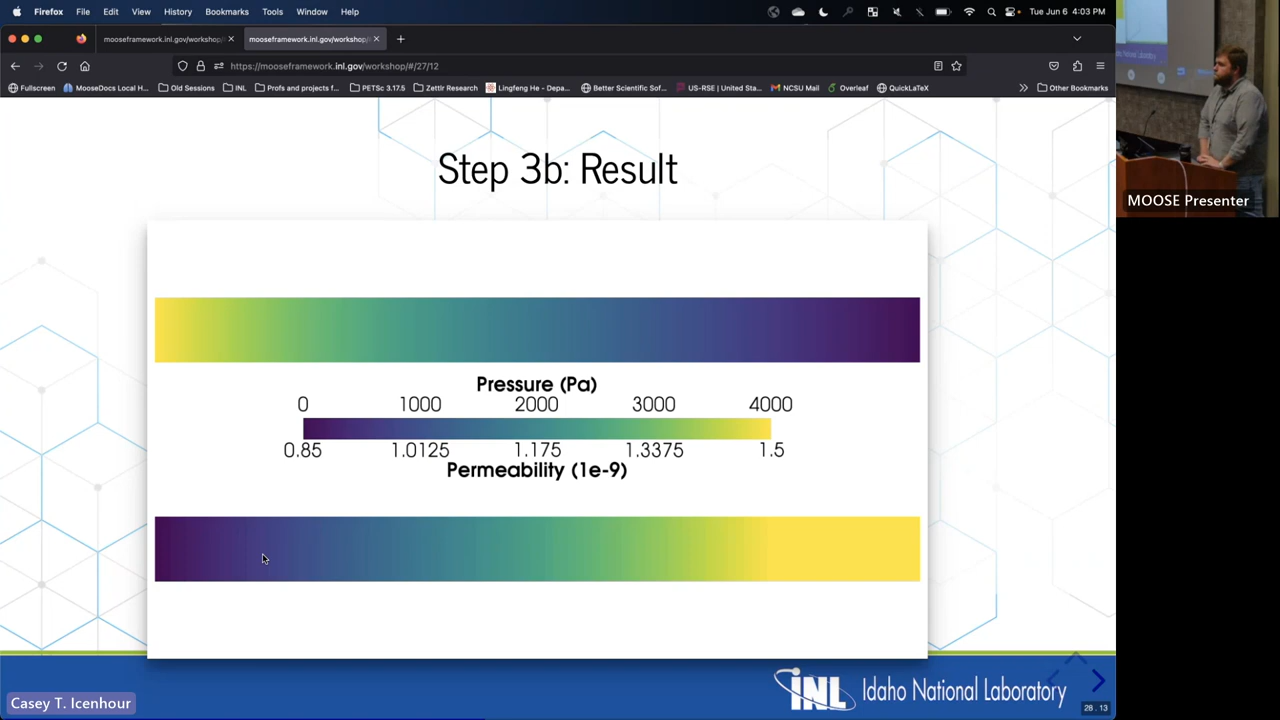 Firefox File Edit View History Bookmarks Tools Window Help Tue Jun 6 4:03 PM
mooseframework.inl.gov/workshop/ mooseframework.inl.gov/workshop/
https://mooseframework.inl.gov/workshop/#/27/12
Fullscreen MooseDocs Local H... Old Sessions INL Profs and projects f... PETSc 3.17.5 Zettlr Research Lingfeng He - Depa... Better Scientific Sof... US-RSE | United Sta... NCSU Mail Overleaf QuickLaTeX Other Bookmarks
MOOSE Presenter
Step 3b: Result
Pressure (Pa)
0 1000 2000 3000 4000
0.85 1.0125 1.175 1.3375 1.5
Permeability (1e-9)
INL Idaho National Laboratory
Casey T. Icenhour
28.13